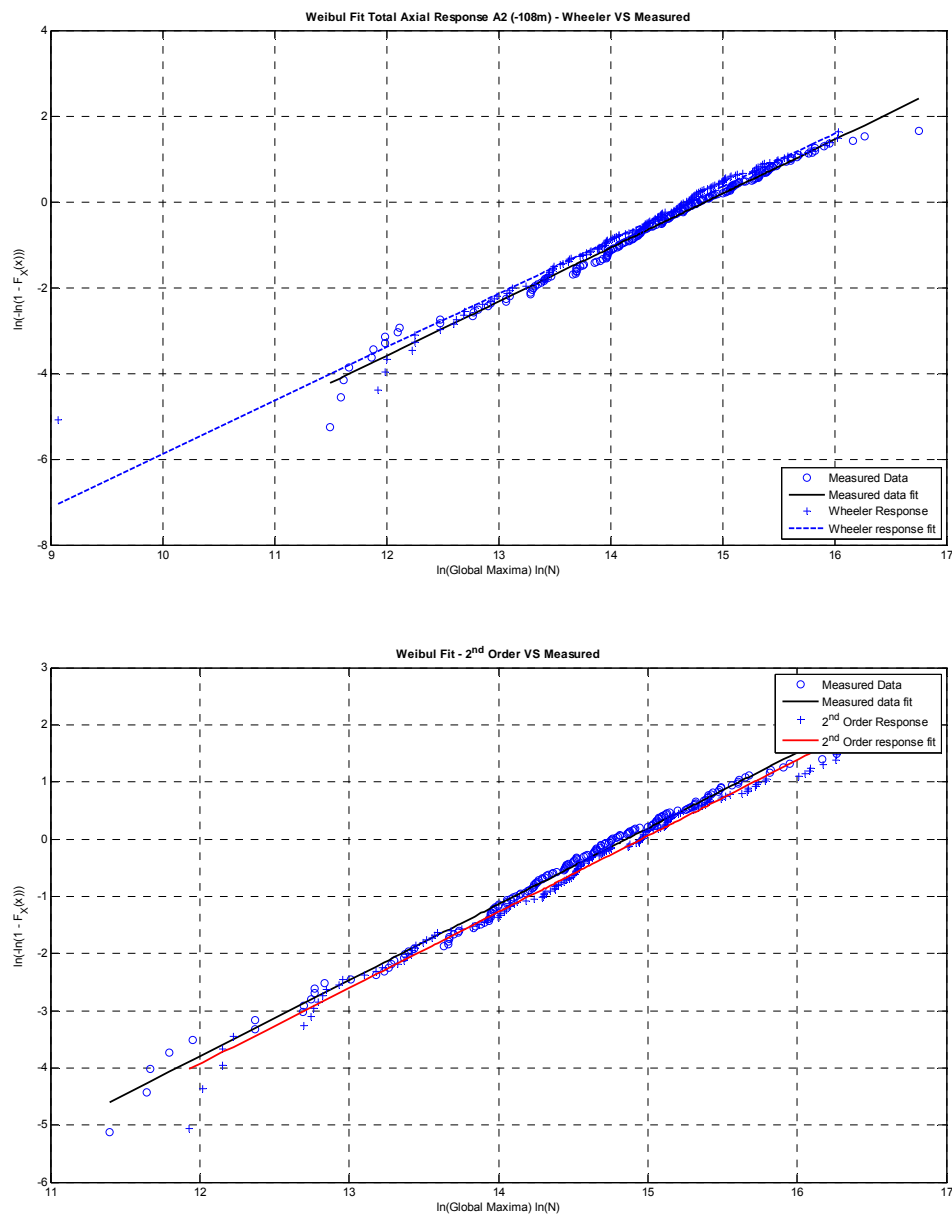 Weibul Fit Total Axial Response A2 (-108m) - Wheeler VS Measured
4
2
0
-2
-4
-6
-8
ln(-ln(1 - F_X(x)))
9 10 11 12 13 14 15 16 17
ln(Global Maxima) ln(N)
Measured Data
Measured data fit
Wheeler Response
Wheeler response fit
Weibul Fit - 2nd Order VS Measured
3
2
1
0
-1
-2
-3
-4
-5
-6
ln(-ln(1 - F_X(x)))
11 12 13 14 15 16 17
ln(Global Maxima) ln(N)
Measured Data
Measured data fit
2nd Order Response
2nd Order response fit